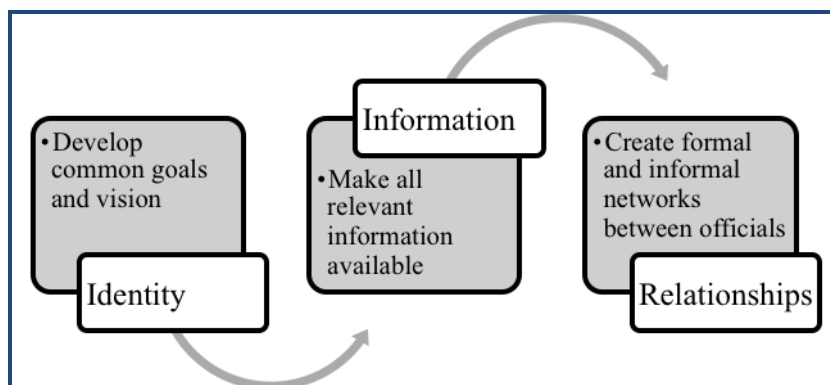 • Develop
common goals
and vision
Identity
Information
• Make all
relevant
information
available
• Create formal
and informal
networks
between officials
Relationships